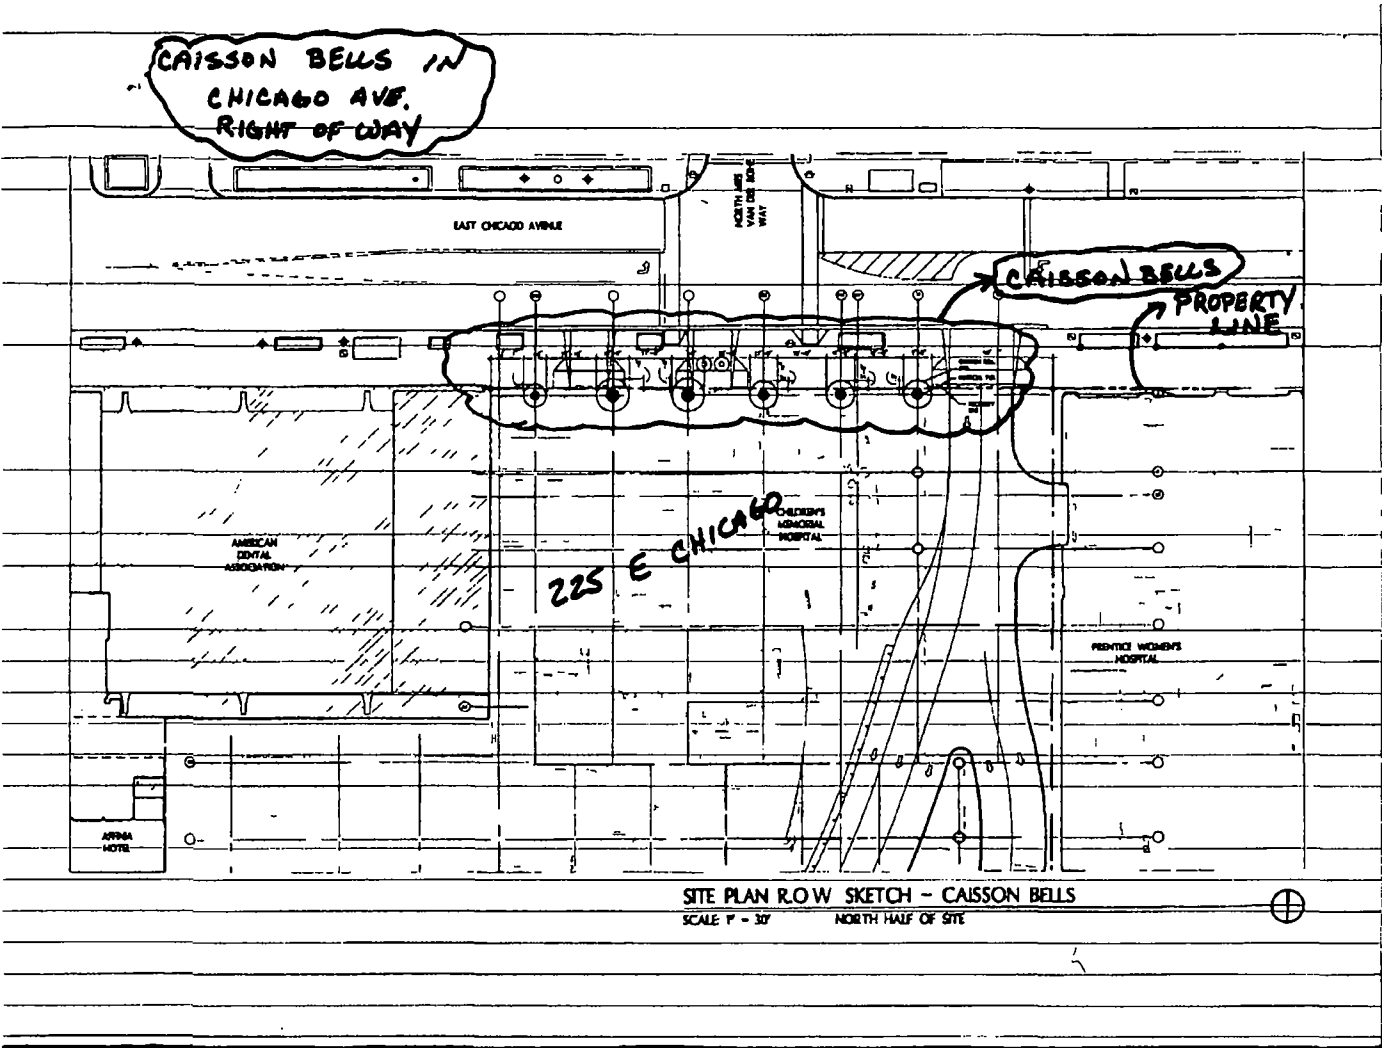 CAISSON BELLS IN
CHICAGO AVE.
RIGHT OF WAY
NORTH MIES
VAN DER ROHE
WAY
EAST CHICAGO AVENUE
CAISSON BELLS
PROPERTY
LINE
225 E CHICAGO
CHILDREN'S
MEMORIAL
HOSPITAL
AMERICAN
DENTAL
ASSOCIATION
PRENTICE WOMEN'S
HOSPITAL
AFFINIA
HOTEL
SITE PLAN R.O.W SKETCH - CAISSON BELLS
SCALE 1" = 30' NORTH HALF OF SITE